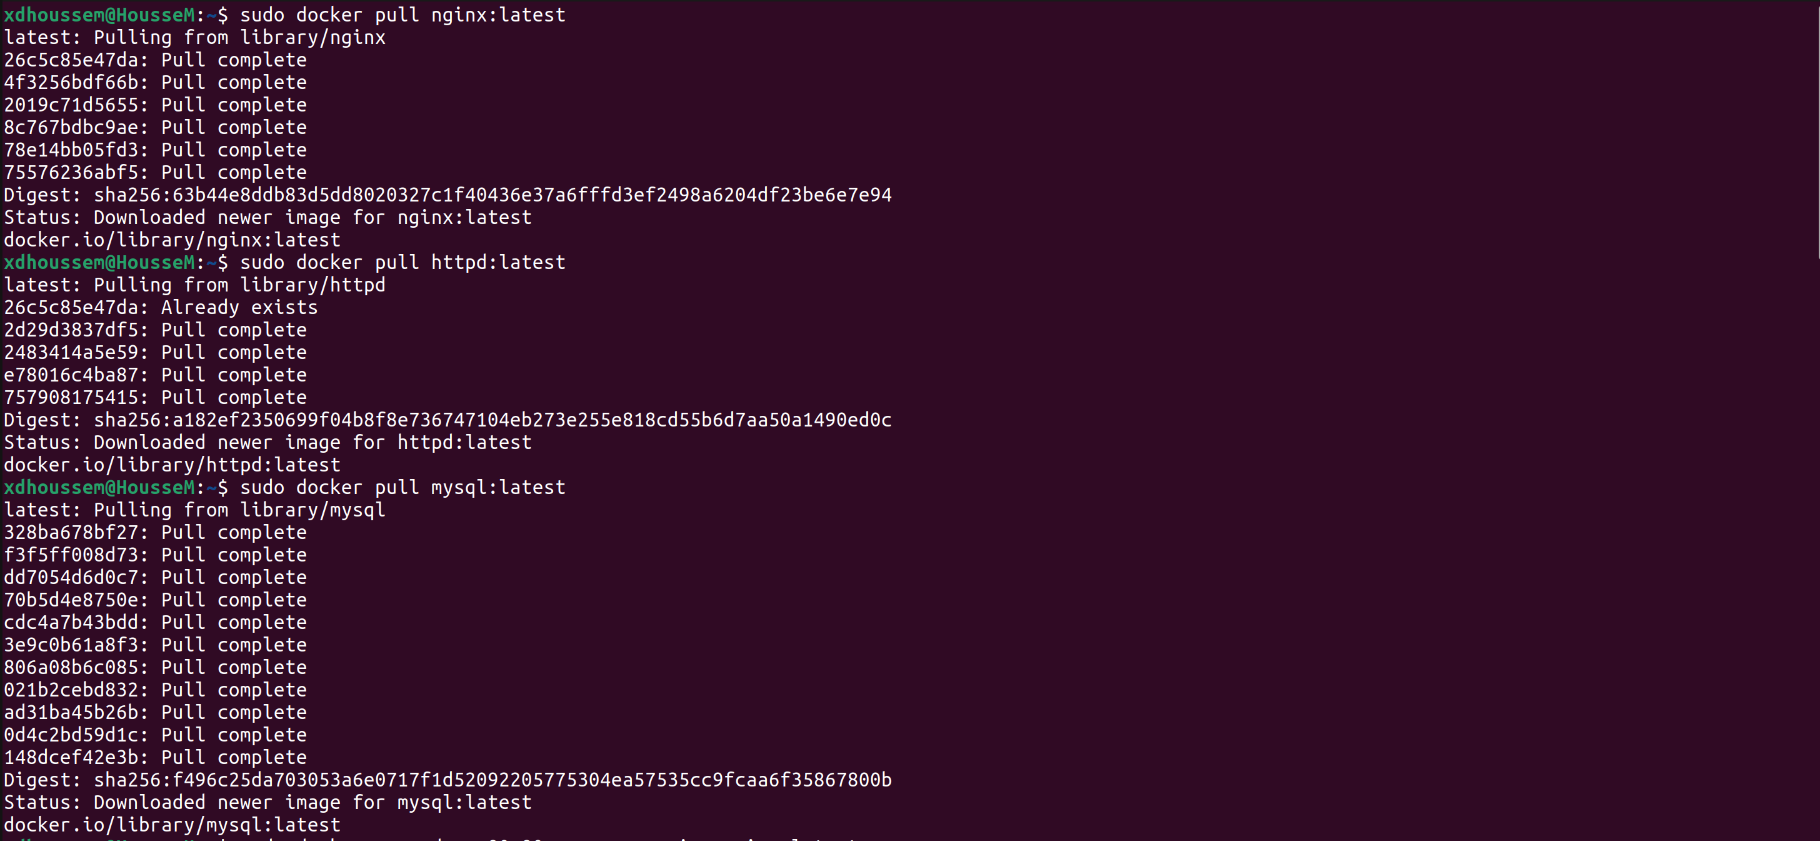 xdhoussem@HousseM:~$ sudo docker pull nginx:latest
latest: Pulling from library/nginx
26c5c85e47da: Pull complete
4f3256bdf66b: Pull complete
2019c71d5655: Pull complete
8c767bdbc9ae: Pull complete
78e14bb05fd3: Pull complete
75576236abf5: Pull complete
Digest: sha256:63b44e8ddb83d5dd8020327c1f40436e37a6fffd3ef2498a6204df23be6e7e94
Status: Downloaded newer image for nginx:latest
docker.io/library/nginx:latest
xdhoussem@HousseM:~$ sudo docker pull httpd:latest
latest: Pulling from library/httpd
26c5c85e47da: Already exists
2d29d3837df5: Pull complete
2483414a5e59: Pull complete
e78016c4ba87: Pull complete
757908175415: Pull complete
Digest: sha256:a182ef2350699f04b8f8e736747104eb273e255e818cd55b6d7aa50a1490ed0c
Status: Downloaded newer image for httpd:latest
docker.io/library/httpd:latest
xdhoussem@HousseM:~$ sudo docker pull mysql:latest
latest: Pulling from library/mysql
328ba678bf27: Pull complete
f3f5ff008d73: Pull complete
dd7054d6d0c7: Pull complete
70b5d4e8750e: Pull complete
cdc4a7b43bdd: Pull complete
3e9c0b61a8f3: Pull complete
806a08b6c085: Pull complete
021b2cebd832: Pull complete
ad31ba45b26b: Pull complete
0d4c2bd59d1c: Pull complete
148dcef42e3b: Pull complete
Digest: sha256:f496c25da703053a6e0717f1d52092205775304ea57535cc9fcaa6f35867800b
Status: Downloaded newer image for mysql:latest
docker.io/library/mysql:latest